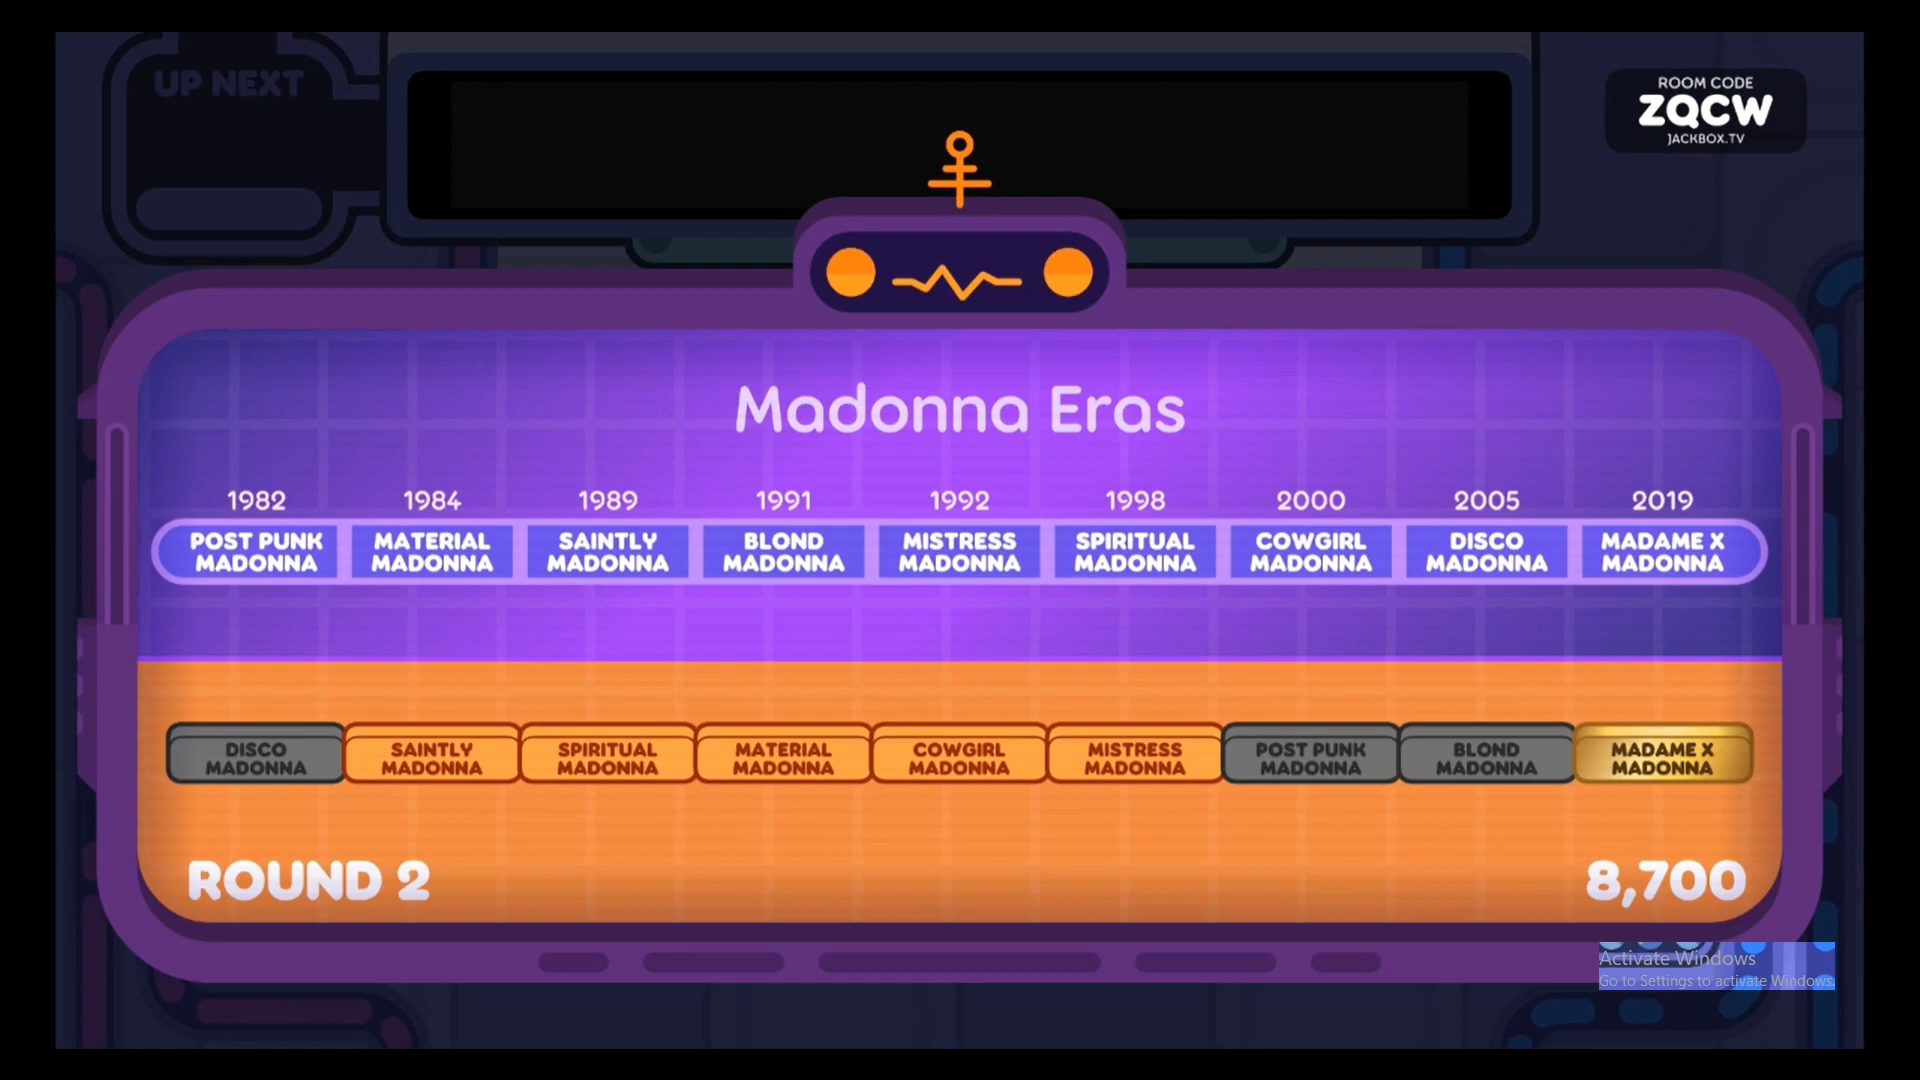 UP NEXT
ROOM CODE
ZQCW
JACKBOX.TV
Madonna Eras
1982 1984 1989 1991 1992 1998 2000 2005 2019
POST PUNK MADONNA
MATERIAL MADONNA
SAINTLY MADONNA
BLOND MADONNA
MISTRESS MADONNA
SPIRITUAL MADONNA
COWGIRL MADONNA
DISCO MADONNA
MADAME X MADONNA
DISCO MADONNA
SAINTLY MADONNA
SPIRITUAL MADONNA
MATERIAL MADONNA
COWGIRL MADONNA
MISTRESS MADONNA
POST PUNK MADONNA
BLOND MADONNA
MADAME X MADONNA
ROUND 2
8,700
Activate Windows
Go to Settings to activate Windows.